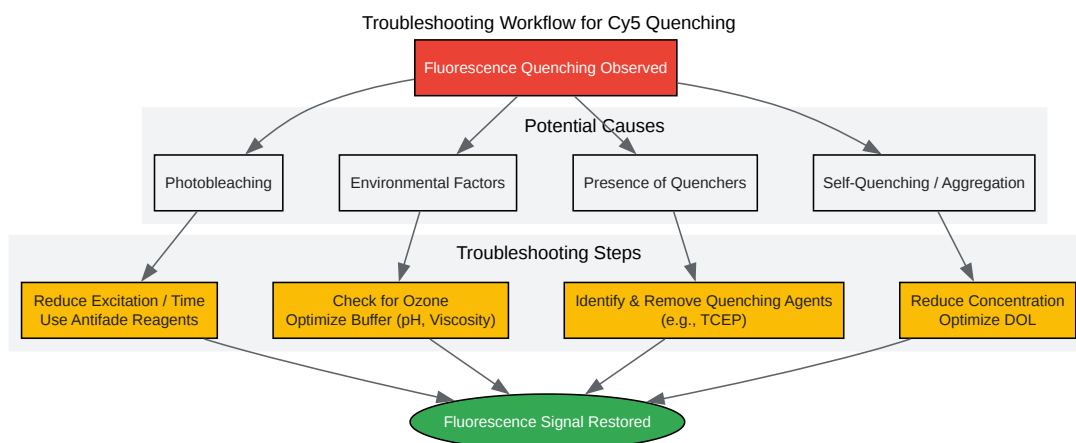 Troubleshooting Workflow for Cy5 Quenching
Fluorescence Quenching Observed
Potential Causes
Photobleaching
Environmental Factors
Presence of Quenchers
Self-Quenching / Aggregation
Troubleshooting Steps
Reduce Excitation / Time
Use Antifade Reagents
Check for Ozone
Optimize Buffer (pH, Viscosity)
Identify & Remove Quenching Agents
(e.g., TCEP)
Reduce Concentration
Optimize DOL
Fluorescence Signal Restored